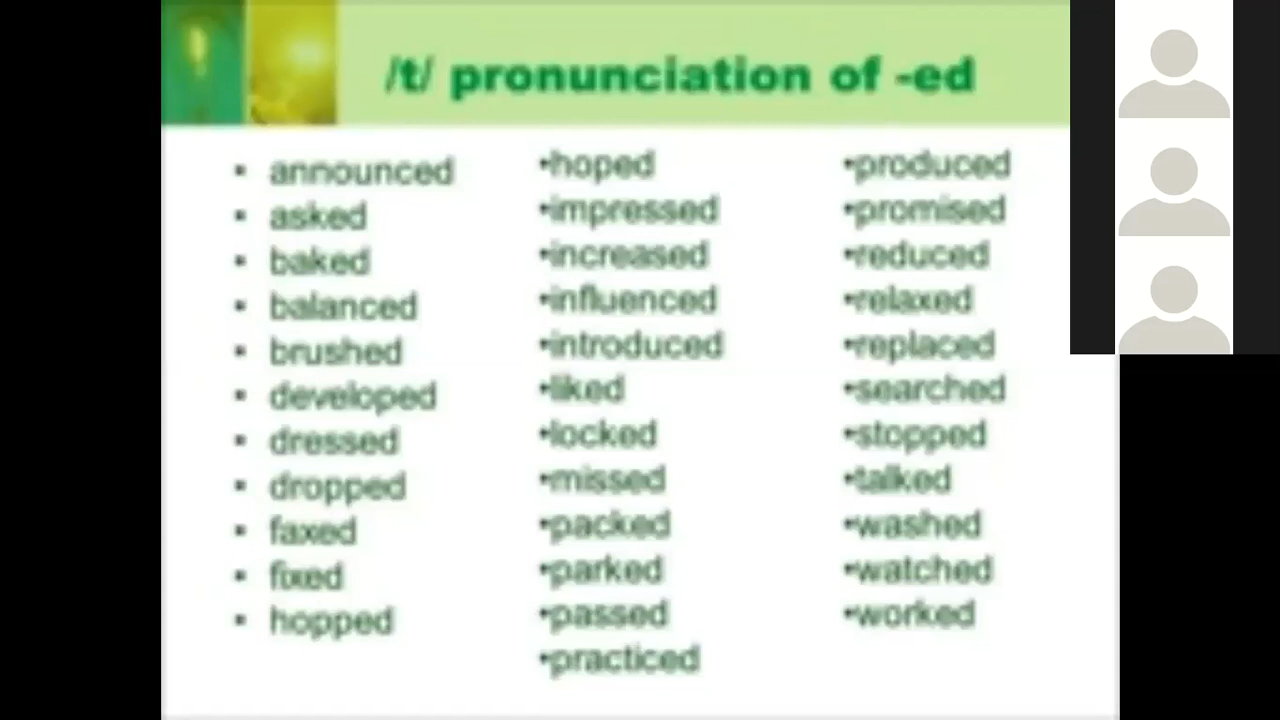 /t/ pronunciation of -ed
▪ announced
▪ asked
▪ baked
▪ balanced
▪ brushed
▪ developed
▪ dressed
▪ dropped
▪ faxed
▪ fixed
▪ hopped
•hoped
•impressed
•increased
•influenced
•introduced
•liked
•locked
•missed
•packed
•parked
•passed
•practiced
•produced
•promised
•reduced
•relaxed
•replaced
•searched
•stopped
•talked
•washed
•watched
•worked